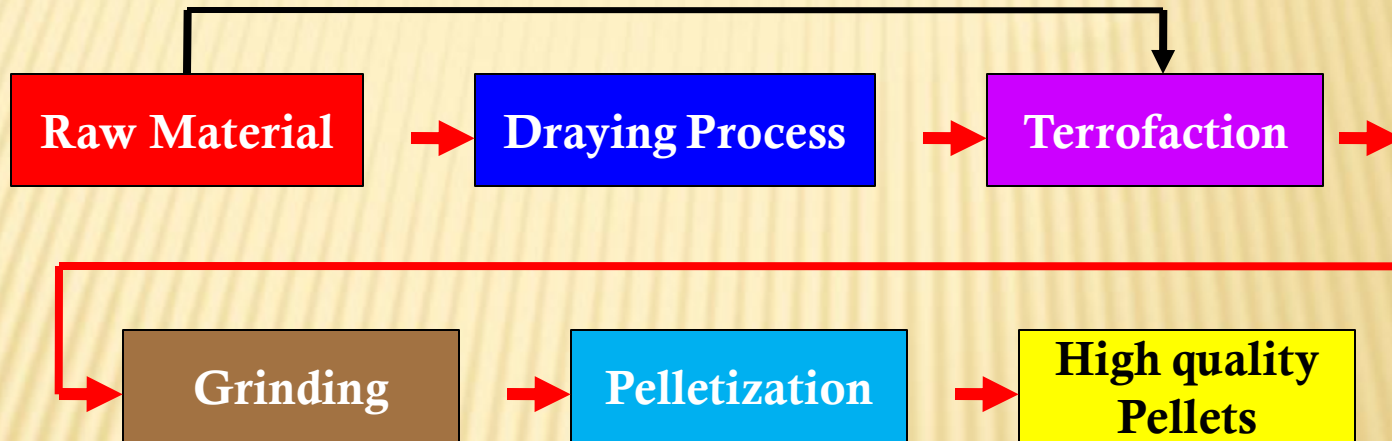 Raw Material
Draying Process
Terrofaction
Grinding
Pelletization
High quality
Pellets